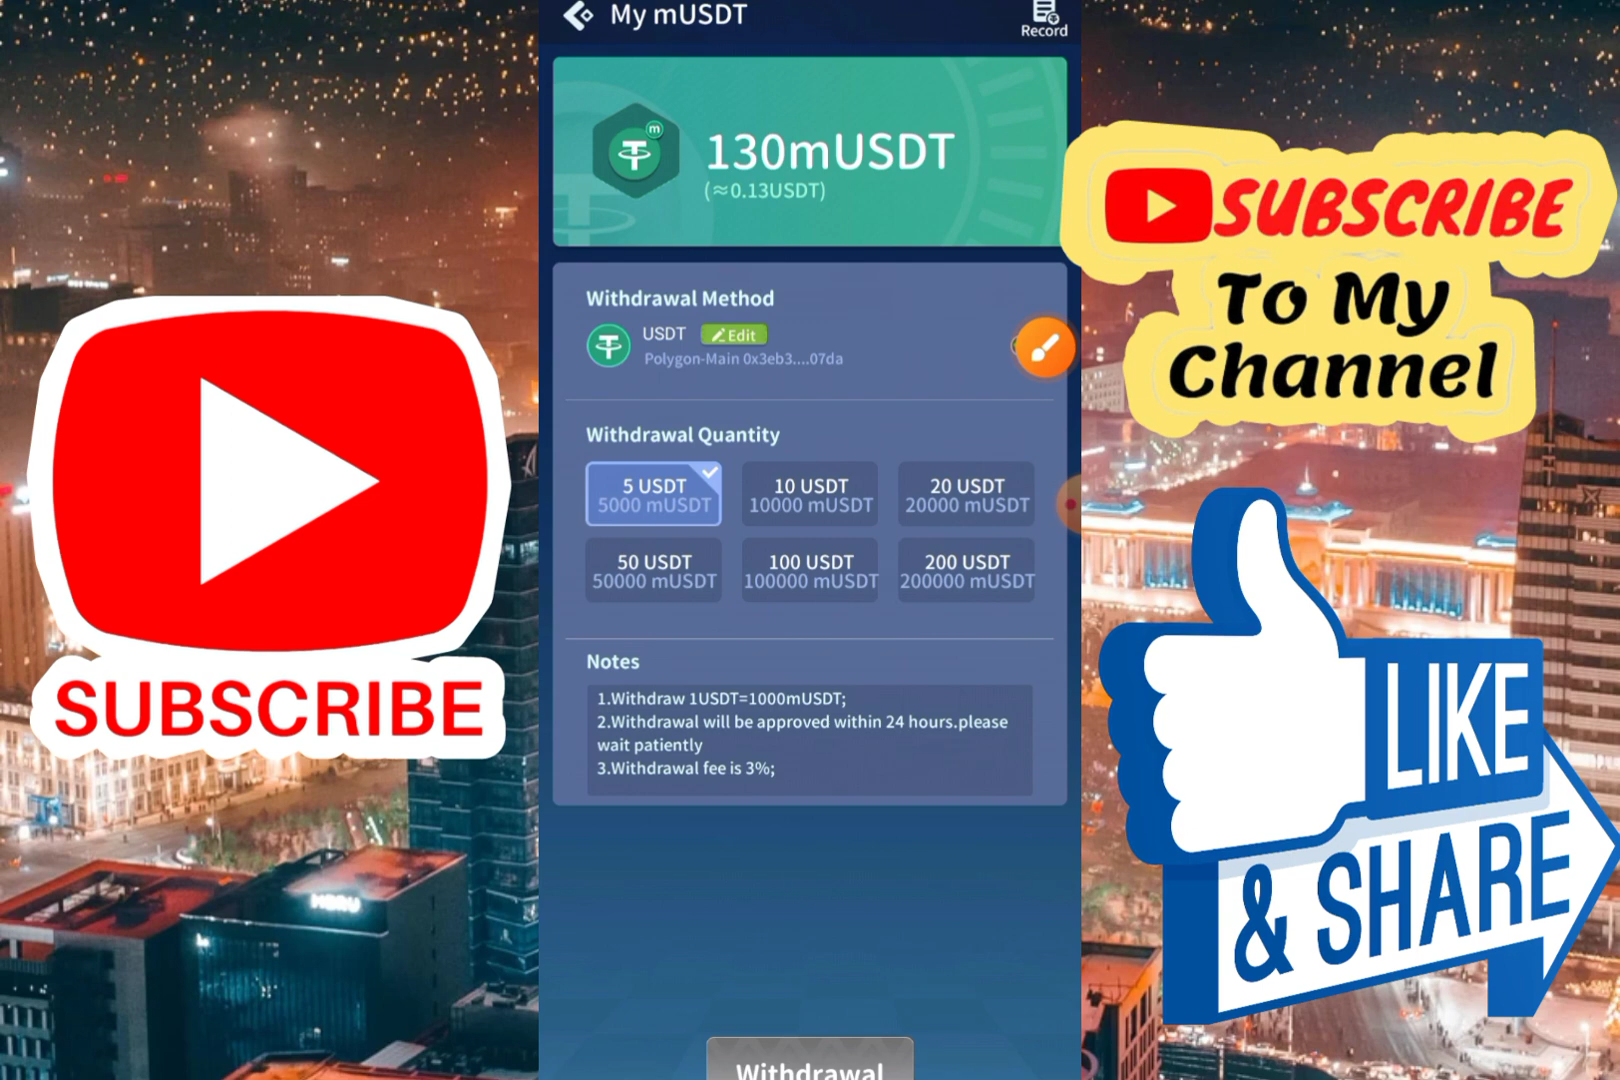 My mUSDT
Record
m
130mUSDT
(≈0.13USDT)
SUBSCRIBE
To My
Channel
Withdrawal Method
USDT
Edit
Polygon-Main 0x3eb3....07da
Withdrawal Quantity
5 USDT
5000 mUSDT
10 USDT
10000 mUSDT
20 USDT
20000 mUSDT
50 USDT
50000 mUSDT
100 USDT
100000 mUSDT
200 USDT
200000 mUSDT
SUBSCRIBE
Notes
1.Withdraw 1USDT=1000mUSDT;
2.Withdrawal will be approved within 24 hours.please
wait patiently
3.Withdrawal fee is 3%;
LIKE
& SHARE
Withdrawal